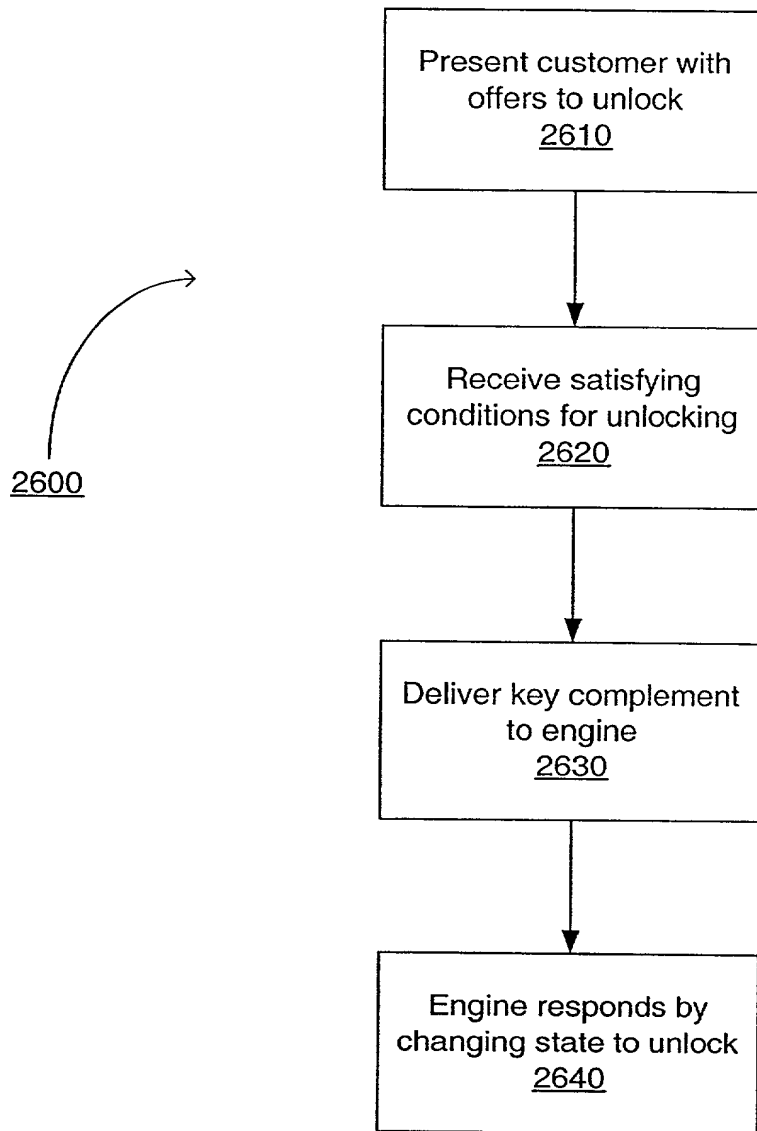 Present customer with
offers to unlock
2610
Receive satisfying
conditions for unlocking
2620
2600
Deliver key complement
to engine
2630
Engine responds by
changing state to unlock
2640